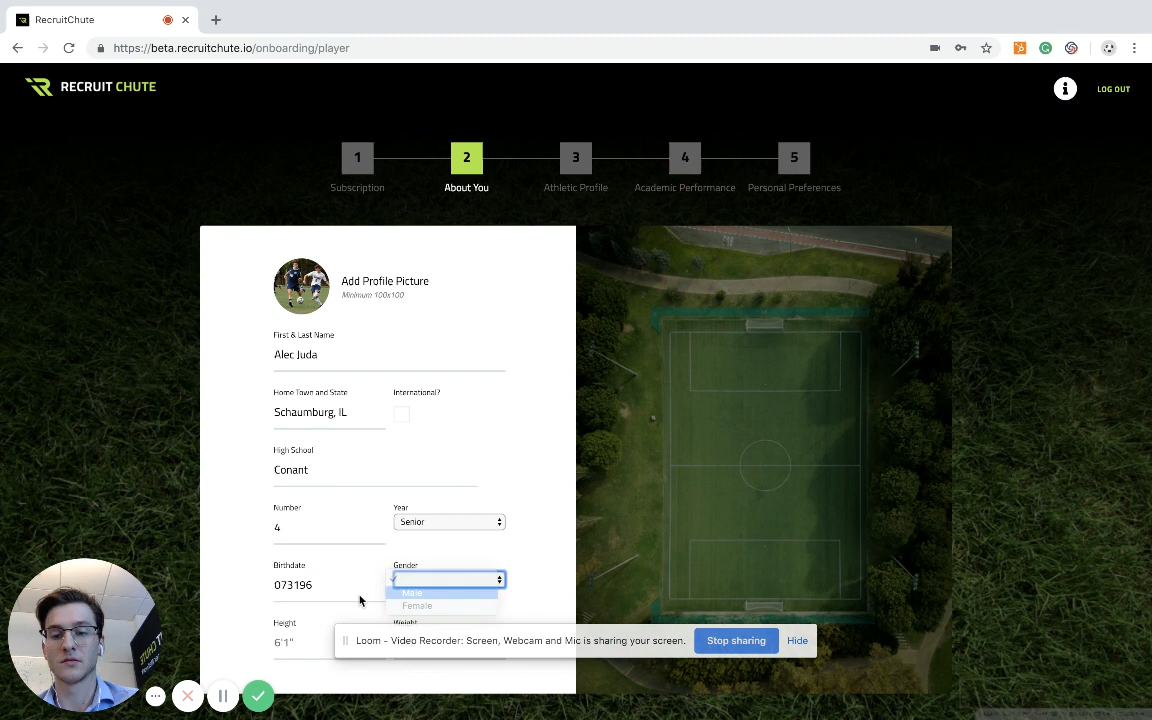 RecruitChute
https://beta.recruitchute.io/onboarding/player
RECRUIT CHUTE
LOG OUT
1 2 3 4 5
Subscription About You Athletic Profile Academic Performance Personal Preferences
Add Profile Picture
Minimum 100x100
First & Last Name
Alec Juda
Home Town and State International?
Schaumburg, IL
High School
Conant
Number Year
4 Senior
Birthdate Gender
073196
Male
Female
Height Weight
6'1"
Loom - Video Recorder: Screen, Webcam and Mic is sharing your screen. Stop sharing Hide